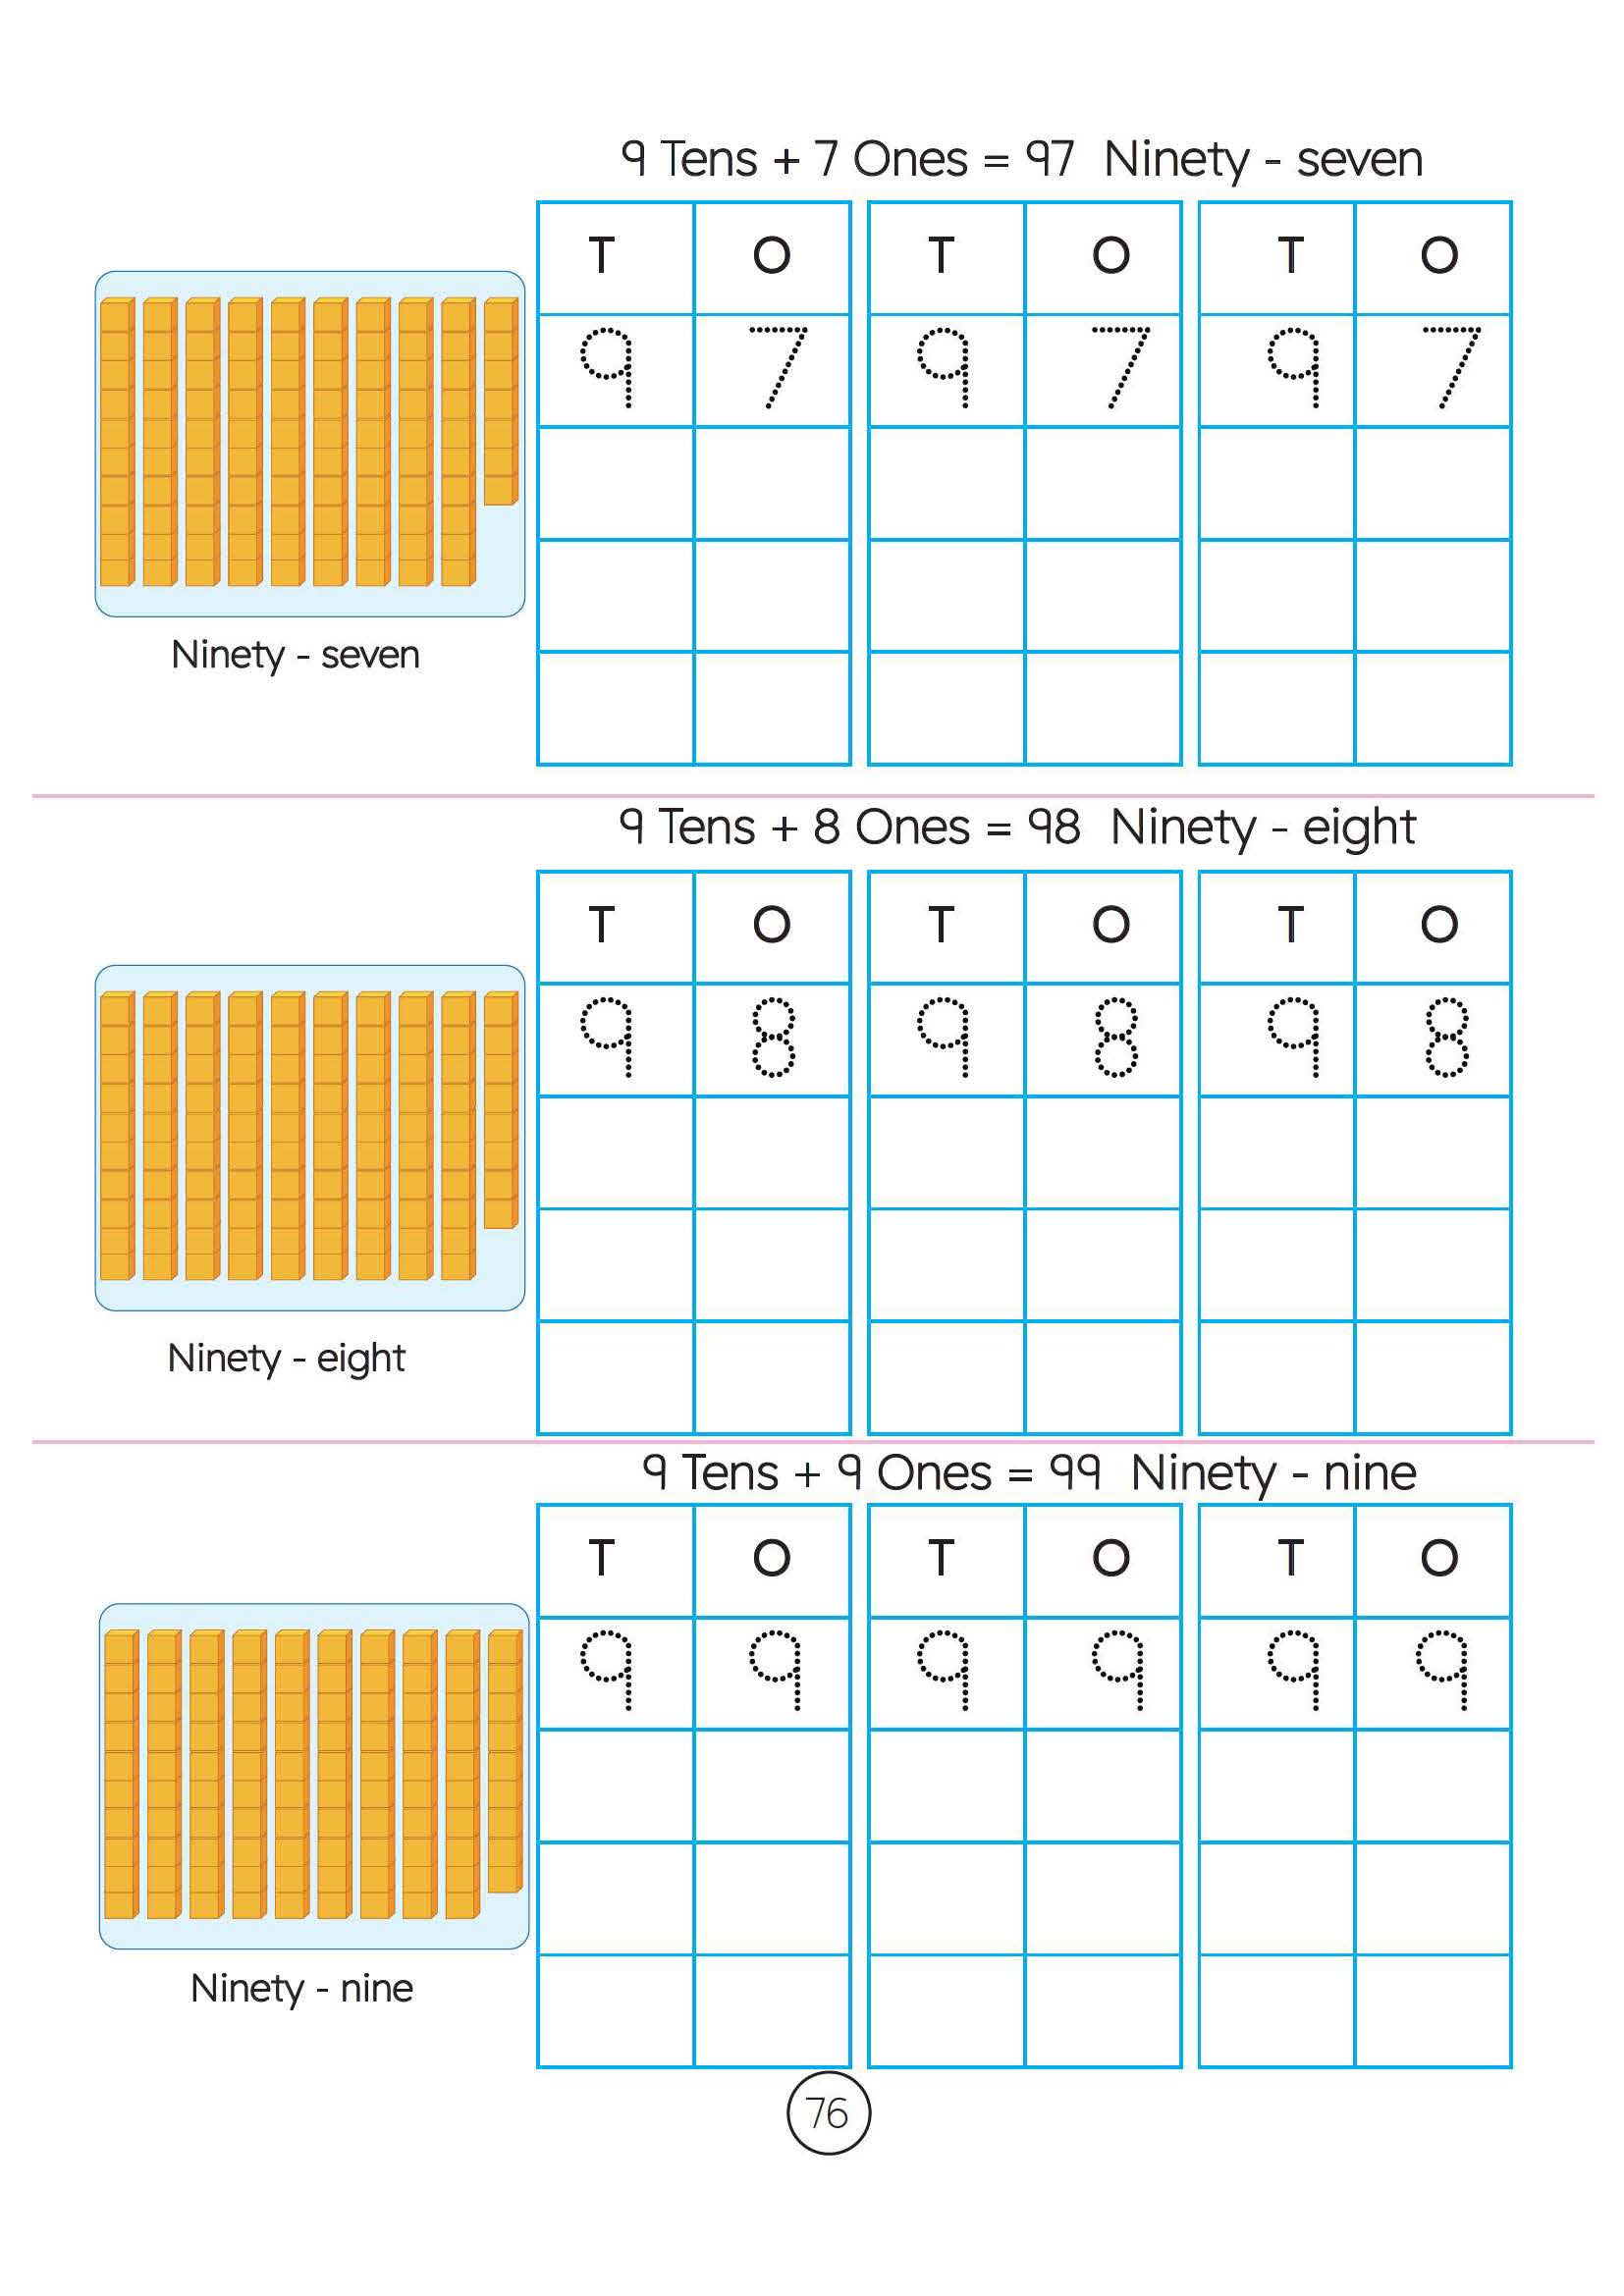 9 Tens + 7 Ones = 97 Ninety - seven
T O T O T O
9 7 9 7 9 7
Ninety - seven
9 Tens + 8 Ones = 98 Ninety - eight
T O T O T O
9 8 9 8 9 8
Ninety - eight
9 Tens + 9 Ones = 99 Ninety - nine
T O T O T O
9 9 9 9 9 9
Ninety - nine
76